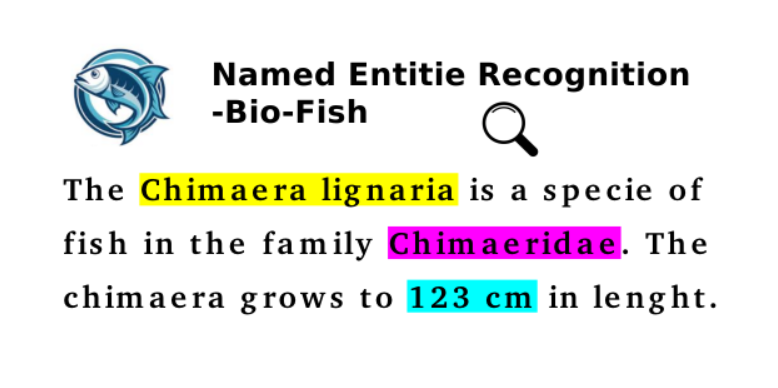 Named Entitie Recognition
-Bio-Fish
The Chimaera lignaria is a specie of
fish in the family Chimaeridae. The
chimaera grows to 123 cm in lenght.